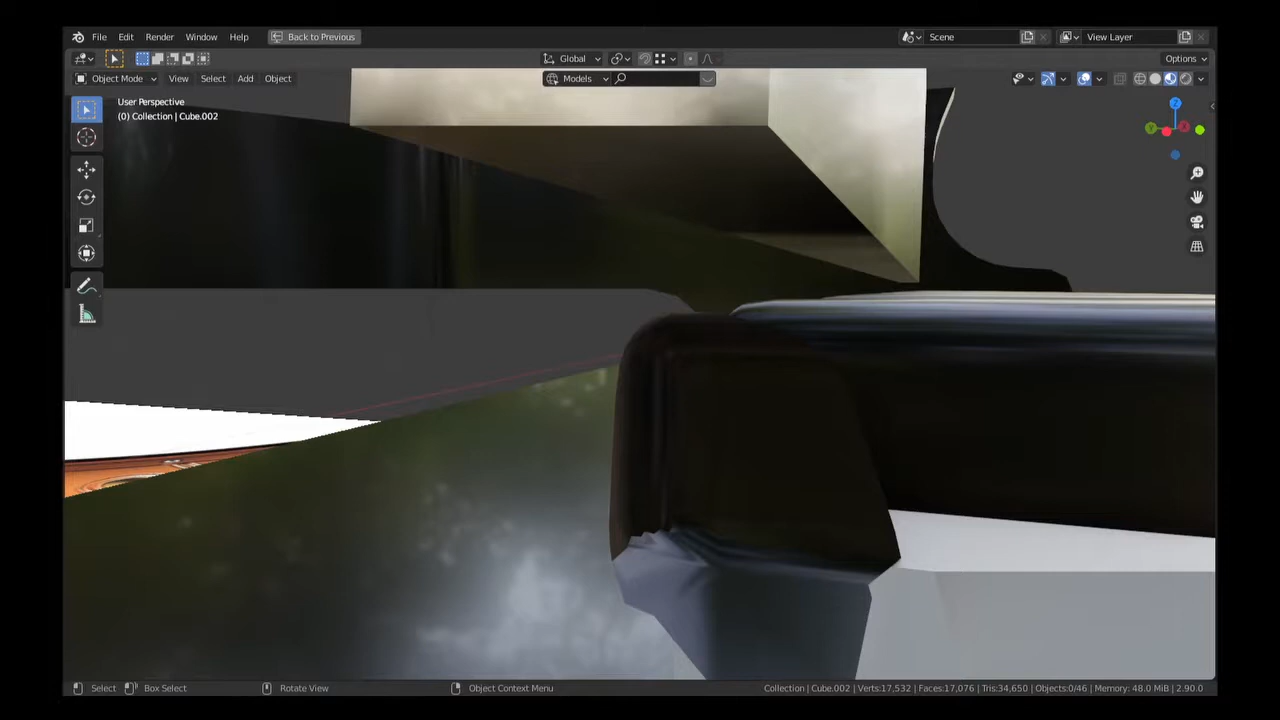 File Edit Render Window Help Back to Previous Scene View Layer
Global Options
Object Mode View Select Add Object Models
User Perspective
(0) Collection | Cube.002
Z
Y
Select Box Select Rotate View Object Context Menu Collection | Cube.002 | Verts:17,532 | Faces:17,076 | Tris:34,650 | Objects:0/46 | Memory: 48.0 MiB | 2.90.0